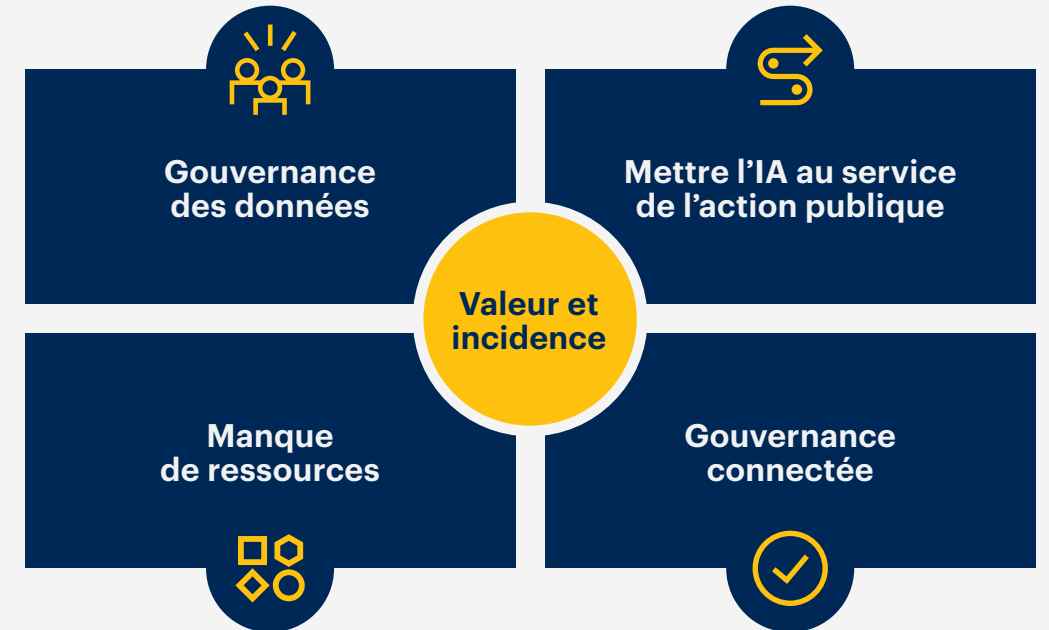 Gouvernance
des données
Mettre l’IA au service
de l’action publique
Valeur et
incidence
Manque
de ressources
Gouvernance
connectée